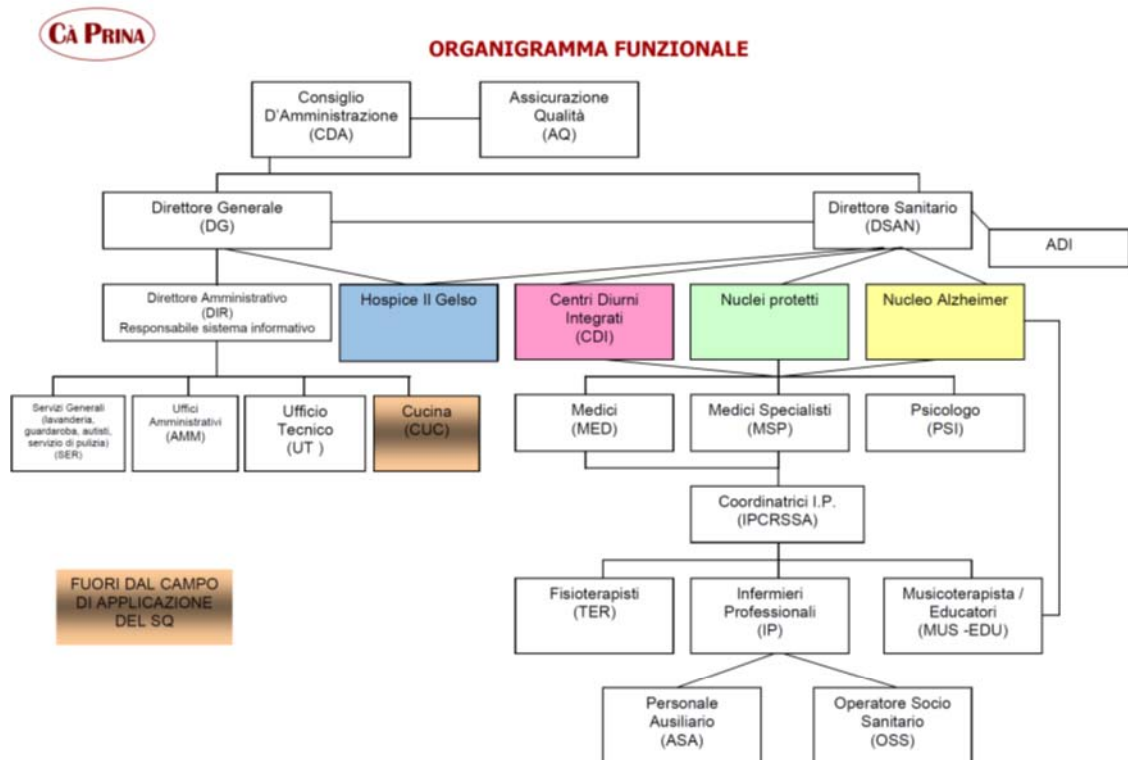 CÀ PRINA
ORGANIGRAMMA FUNZIONALE
Consiglio
D'Amministrazione
(CDA)
Assicurazione
Qualità
(AQ)
Direttore Generale
(DG)
Direttore Sanitario
(DSAN)
ADI
Direttore Amministrativo
(DIR)
Responsabile sistema informativo
Hospice Il Gelso
Centri Diurni
Integrati
(CDI)
Nuclei protetti
Nucleo Alzheimer
Servizi Generali
(lavanderia,
guardaroba, autisti,
servizio di pulizia)
(SER)
Uffici
Amministrativi
(AMM)
Ufficio
Tecnico
(UT )
Cucina
(CUC)
Medici
(MED)
Medici Specialisti
(MSP)
Psicologo
(PSI)
Coordinatrici I.P.
(IPCRSSA)
FUORI DAL CAMPO
DI APPLICAZIONE
DEL SQ
Fisioterapisti
(TER)
Infermieri
Professionali
(IP)
Musicoterapista /
Educatori
(MUS -EDU)
Personale
Ausiliario
(ASA)
Operatore Socio
Sanitario
(OSS)